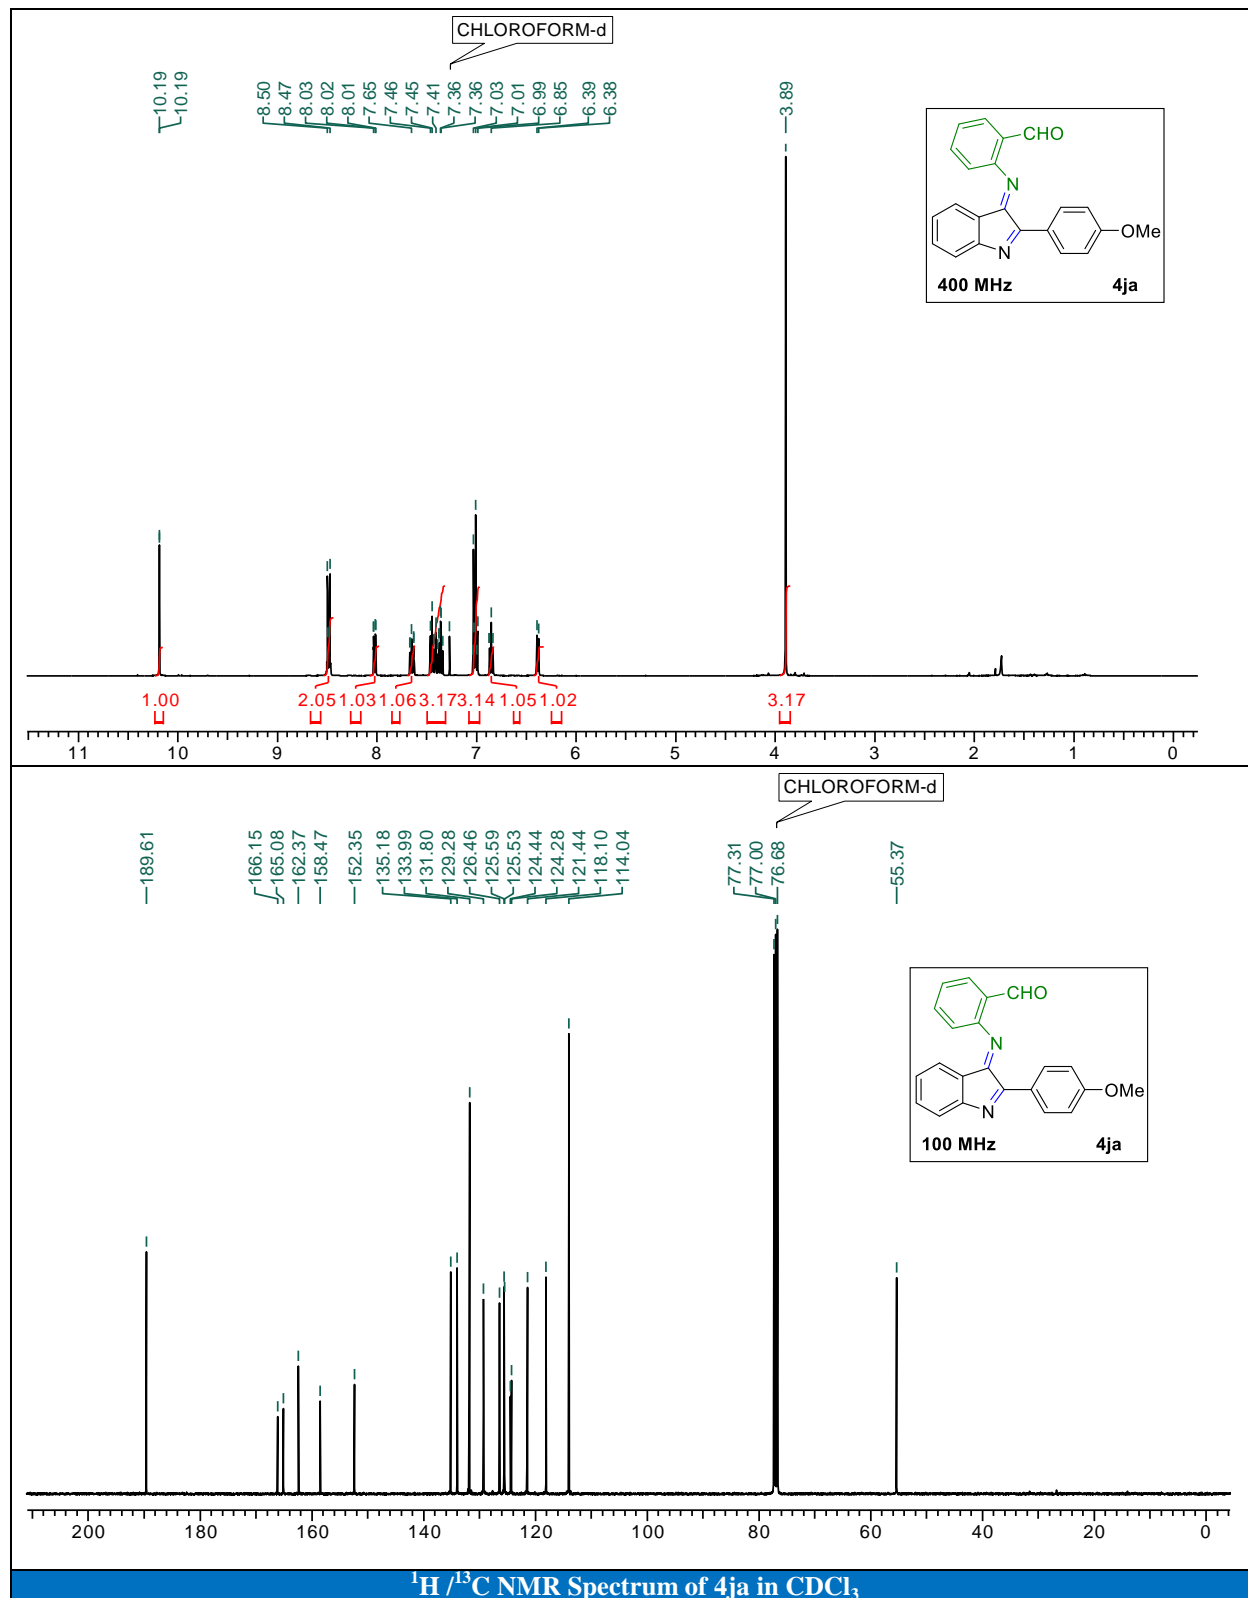 CHLOROFORM-d
10.19
10.19
8.50
8.47
8.03
8.02
8.01
7.65
7.46
7.45
7.41
7.36
7.36
7.03
7.01
6.99
6.85
6.39
6.38
3.89
CHO
N
OMe
N
400 MHz 4ja
1.00 2.05 1.03 1.06 3.17 3.14 1.05 1.02 3.17
11 10 9 8 7 6 5 4 3 2 1 0
CHLOROFORM-d
189.61
166.15
165.08
162.37
158.47
152.35
135.18
133.99
131.80
129.28
126.46
125.59
125.53
124.44
124.28
121.44
118.10
114.04
77.31
77.00
76.68
55.37
CHO
N
OMe
N
100 MHz 4ja
200 180 160 140 120 100 80 60 40 20 0
¹H /¹³C NMR Spectrum of 4ja in CDCl₃